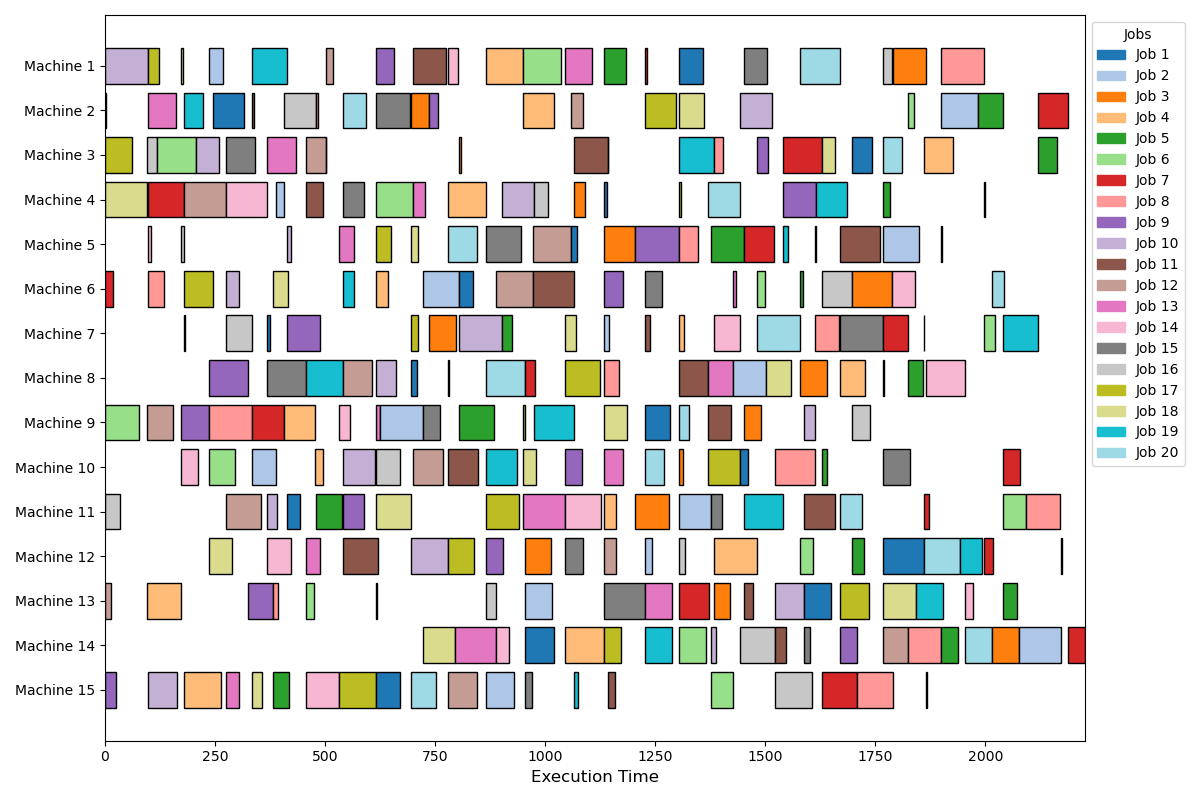 Machine 1
Machine 2
Machine 3
Machine 4
Machine 5
Machine 6
Machine 7
Machine 8
Machine 9
Machine 10
Machine 11
Machine 12
Machine 13
Machine 14
Machine 15
0 250 500 750 1000 1250 1500 1750 2000
Execution Time
Jobs
Job 1
Job 2
Job 3
Job 4
Job 5
Job 6
Job 7
Job 8
Job 9
Job 10
Job 11
Job 12
Job 13
Job 14
Job 15
Job 16
Job 17
Job 18
Job 19
Job 20